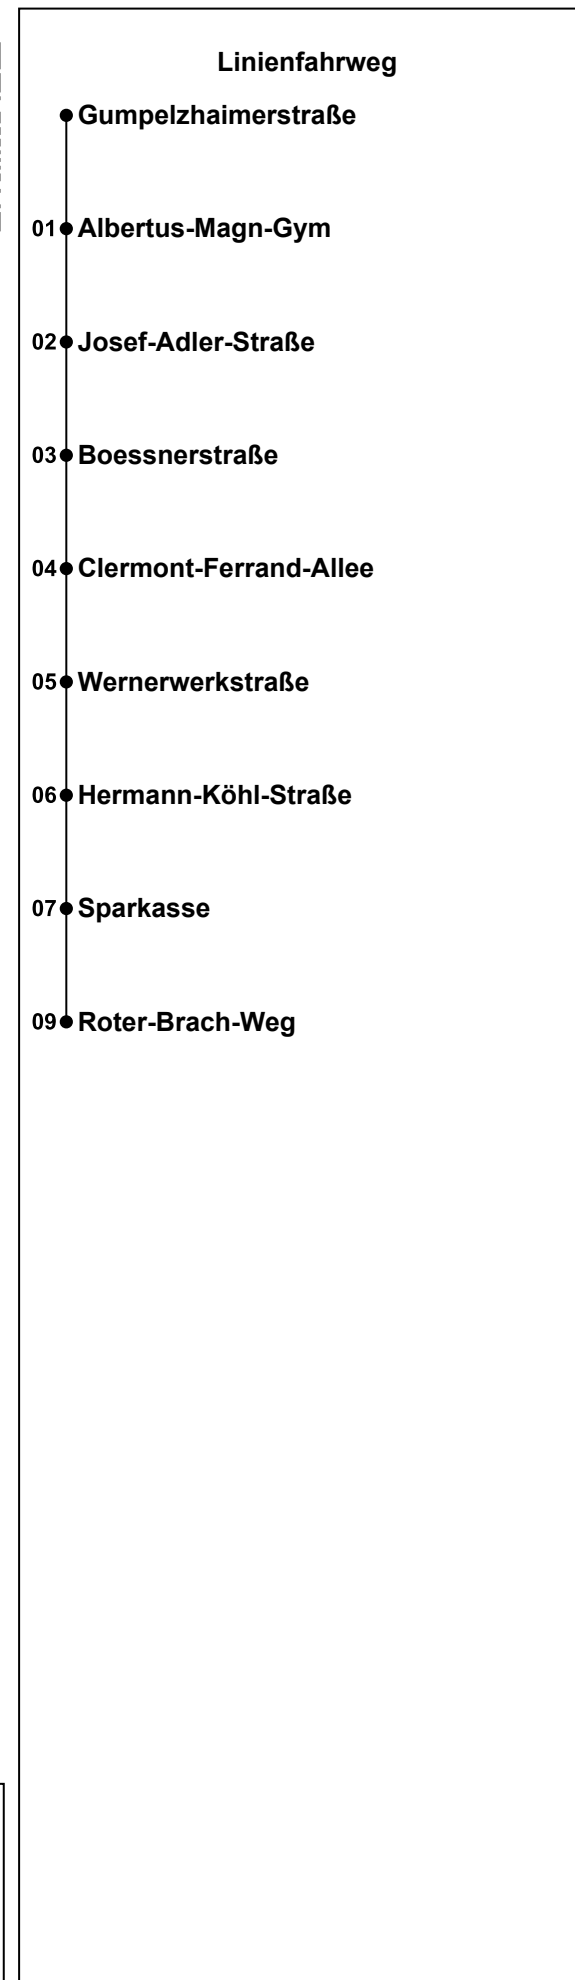 Linienfahrweg
Gumpelzhaimerstraße
01 Albertus-Magn-Gym
02 Josef-Adler-Straße
03 Boessnerstraße
04 Clermont-Ferrand-Allee
05 Wernerwerkstraße
06 Hermann-Köhl-Straße
07 Sparkasse
09 Roter-Brach-Weg